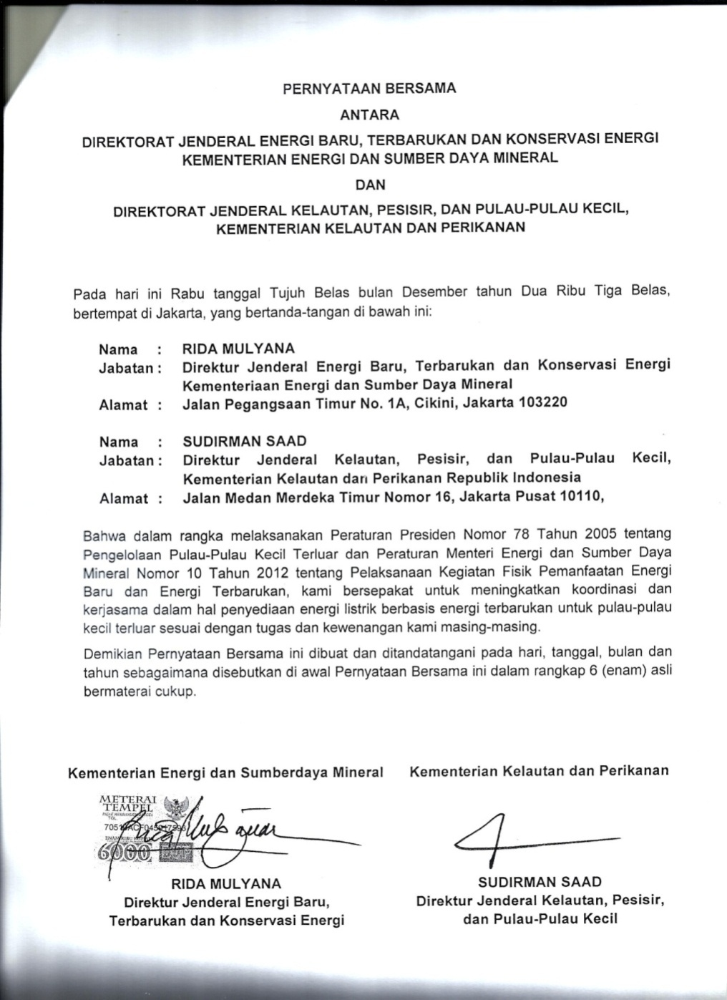 PERNYATAAN BERSAMA
ANTARA
DIREKTORAT JENDERAL ENERGI BARU, TERBARUKAN DAN KONSERVASI ENERGI
KEMENTERIAN ENERGI DAN SUMBER DAYA MINERAL
DAN
DIREKTORAT JENDERAL KELAUTAN, PESISIR, DAN PULAU-PULAU KECIL,
KEMENTERIAN KELAUTAN DAN PERIKANAN
Pada hari ini Rabu tanggal Tujuh Belas bulan Desember tahun Dua Ribu Tiga Belas,
bertempat di Jakarta, yang bertanda-tangan di bawah ini:
Nama : RIDA MULYANA
Jabatan : Direktur Jenderal Energi Baru, Terbarukan dan Konservasi Energi
Kementeriaan Energi dan Sumber Daya Mineral
Alamat : Jalan Pegangsaan Timur No. 1A, Cikini, Jakarta 103220
Nama : SUDIRMAN SAAD
Jabatan : Direktur Jenderal Kelautan, Pesisir, dan Pulau-Pulau Kecil,
Kementerian Kelautan dan Perikanan Republik Indonesia
Alamat : Jalan Medan Merdeka Timur Nomor 16, Jakarta Pusat 10110,
Bahwa dalam rangka melaksanakan Peraturan Presiden Nomor 78 Tahun 2005 tentang
Pengelolaan Pulau-Pulau Kecil Terluar dan Peraturan Menteri Energi dan Sumber Daya
Mineral Nomor 10 Tahun 2012 tentang Pelaksanaan Kegiatan Fisik Pemanfaatan Energi
Baru dan Energi Terbarukan, kami bersepakat untuk meningkatkan koordinasi dan
kerjasama dalam hal penyediaan energi listrik berbasis energi terbarukan untuk pulau-pulau
kecil terluar sesuai dengan tugas dan kewenangan kami masing-masing.
Demikian Pernyataan Bersama ini dibuat dan ditandatangani pada hari, tanggal, bulan dan
tahun sebagaimana disebutkan di awal Pernyataan Bersama ini dalam rangkap 6 (enam) asli
bermaterai cukup.
Kementerian Energi dan Sumberdaya Mineral Kementerian Kelautan dan Perikanan
METERAI
TEMPEL
TGL.
6000 DJP
RIDA MULYANA SUDIRMAN SAAD
Direktur Jenderal Energi Baru, Direktur Jenderal Kelautan, Pesisir,
Terbarukan dan Konservasi Energi dan Pulau-Pulau Kecil